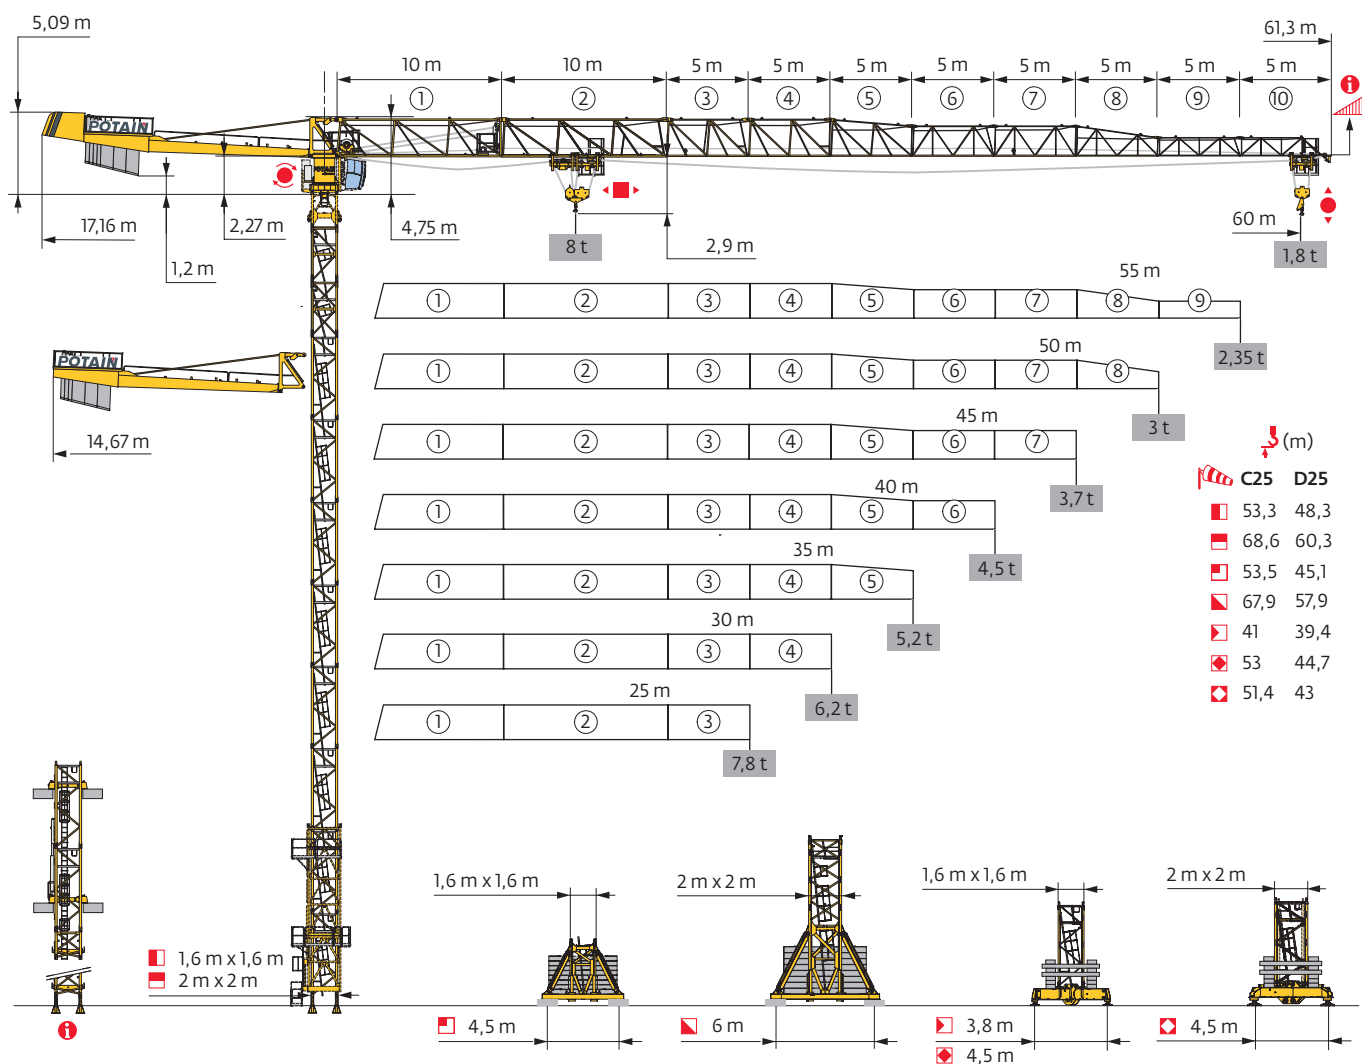 5,09 m
61,3 m
10 m 10 m 5 m 5 m 5 m 5 m 5 m 5 m 5 m 5 m
① ② ③ ④ ⑤ ⑥ ⑦ ⑧ ⑨ ⑩
i
POTAIN
POTAIN
17,16 m
2,27 m
4,75 m
60 m
1,2 m
8 t
2,9 m
1,8 t
55 m
① ② ③ ④ ⑤ ⑥ ⑦ ⑧ ⑨
2,35 t
50 m
POTAIN
① ② ③ ④ ⑤ ⑥ ⑦ ⑧
3 t
14,67 m
45 m
① ② ③ ④ ⑤ ⑥ ⑦
3,7 t
40 m
① ② ③ ④ ⑤ ⑥
4,5 t
35 m
① ② ③ ④ ⑤
5,2 t
30 m
① ② ③ ④
6,2 t
25 m
① ② ③
7,8 t
(m)
C25 D25
53,3 48,3
68,6 60,3
53,5 45,1
67,9 57,9
41 39,4
53 44,7
51,4 43
1,6 m x 1,6 m
2 m x 2 m
1,6 m x 1,6 m
2 m x 2 m
1,6 m x 1,6 m
2 m x 2 m
i
4,5 m
6 m
3,8 m
4,5 m
4,5 m